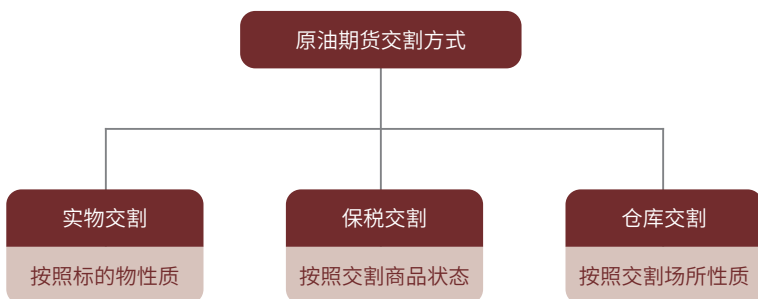 原油期货交割方式
实物交割
保税交割
仓库交割
按照标的物性质
按照交割商品状态
按照交割场所性质